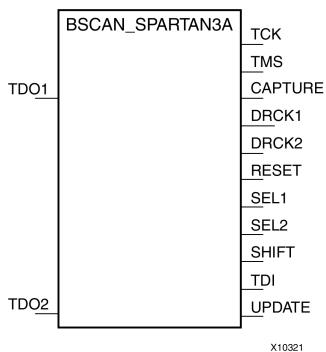 BSCAN_SPARTAN3A
TCK
TMS
TDO1
CAPTURE
DRCK1
DRCK2
RESET
SEL1
SEL2
SHIFT
TDI
TDO2
UPDATE
X10321